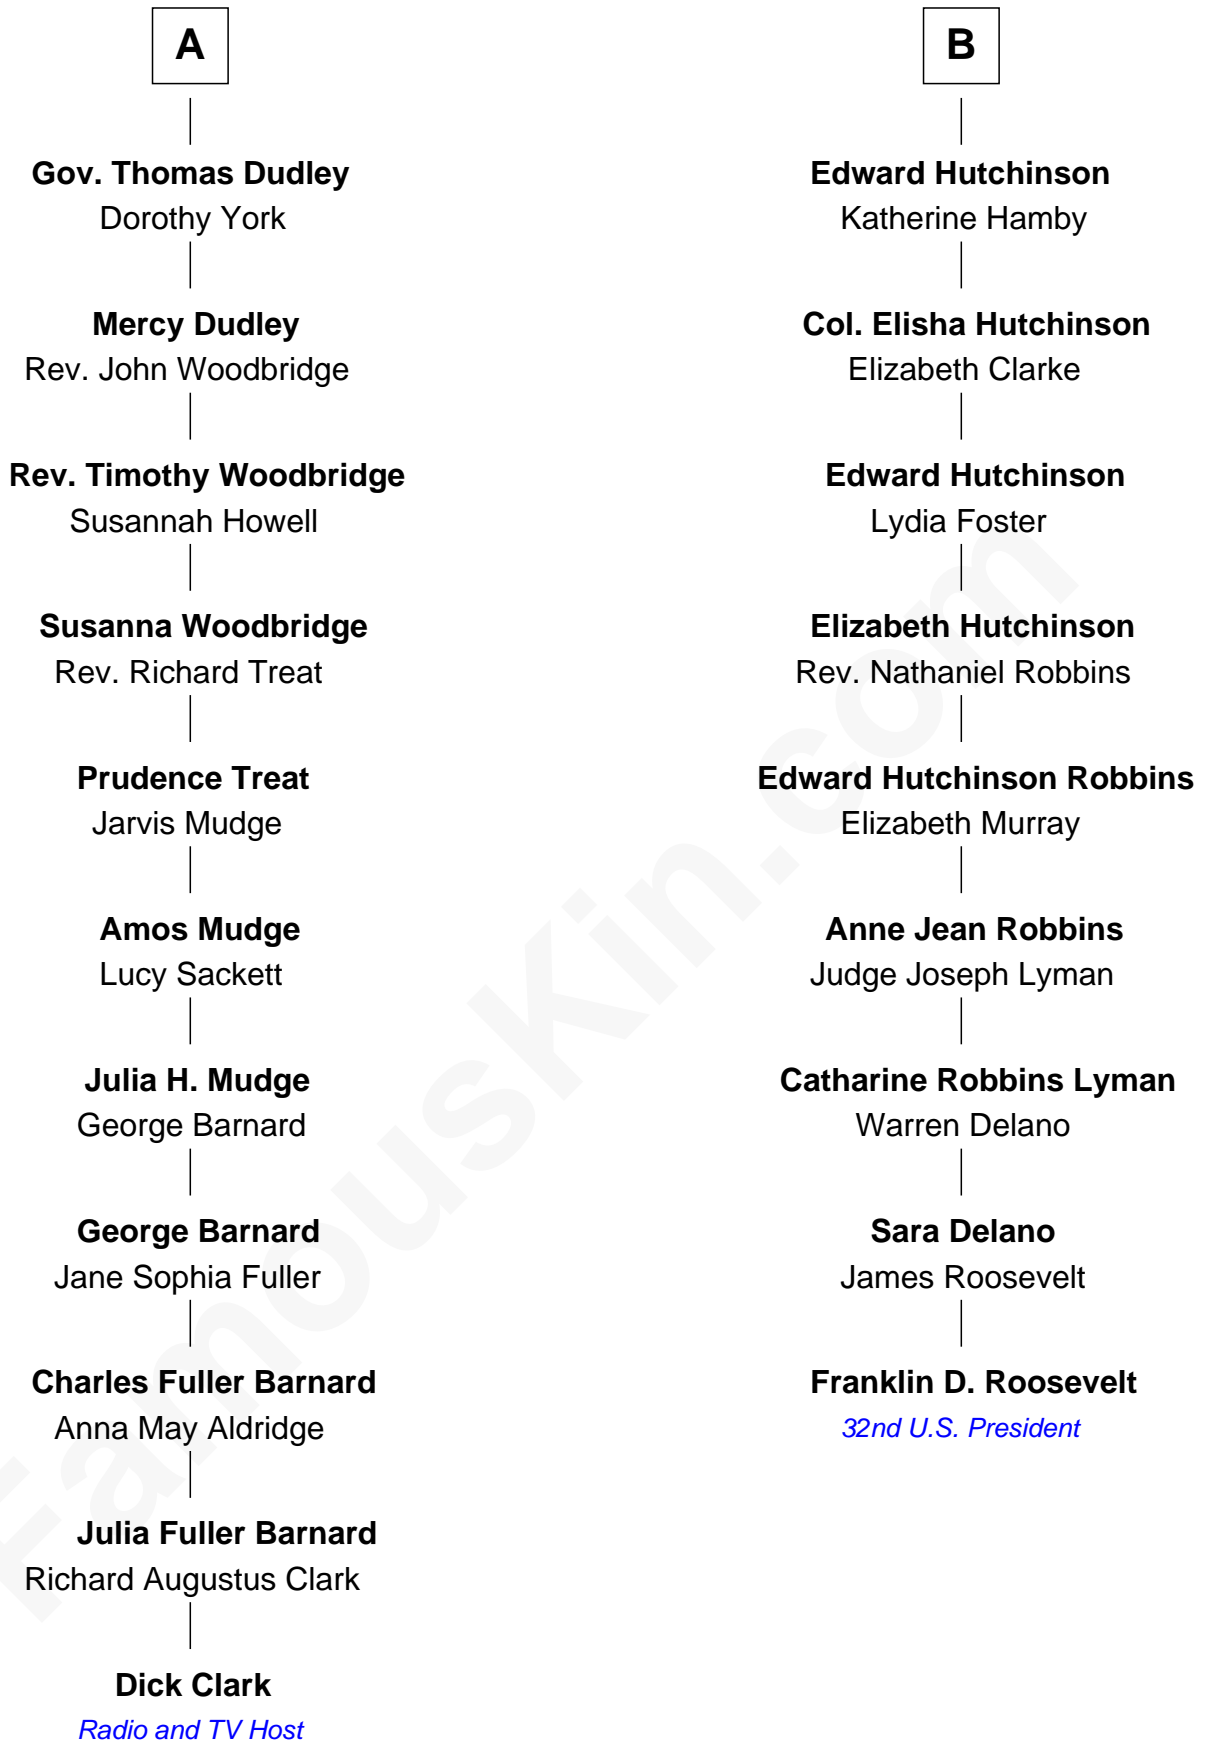 A
Gov. Thomas Dudley
Dorothy York
Mercy Dudley
Rev. John Woodbridge
Rev. Timothy Woodbridge
Susannah Howell
Susanna Woodbridge
Rev. Richard Treat
Prudence Treat
Jarvis Mudge
Amos Mudge
Lucy Sackett
Julia H. Mudge
George Barnard
George Barnard
Jane Sophia Fuller
Charles Fuller Barnard
Anna May Aldridge
Julia Fuller Barnard
Richard Augustus Clark
Dick Clark
Radio and TV Host
B
Edward Hutchinson
Katherine Hamby
Col. Elisha Hutchinson
Elizabeth Clarke
Edward Hutchinson
Lydia Foster
Elizabeth Hutchinson
Rev. Nathaniel Robbins
Edward Hutchinson Robbins
Elizabeth Murray
Anne Jean Robbins
Judge Joseph Lyman
Catharine Robbins Lyman
Warren Delano
Sara Delano
James Roosevelt
Franklin D. Roosevelt
32nd U.S. President
FamousKin.com